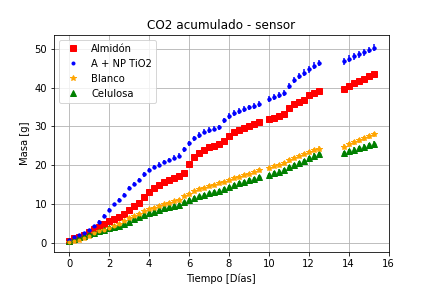 CO2 acumulado - sensor
Almidón
A + NP TiO2
Blanco
Celulosa
Masa [g]
50
40
30
20
10
0
0 2 4 6 8 10 12 14 16
Tiempo [Días]